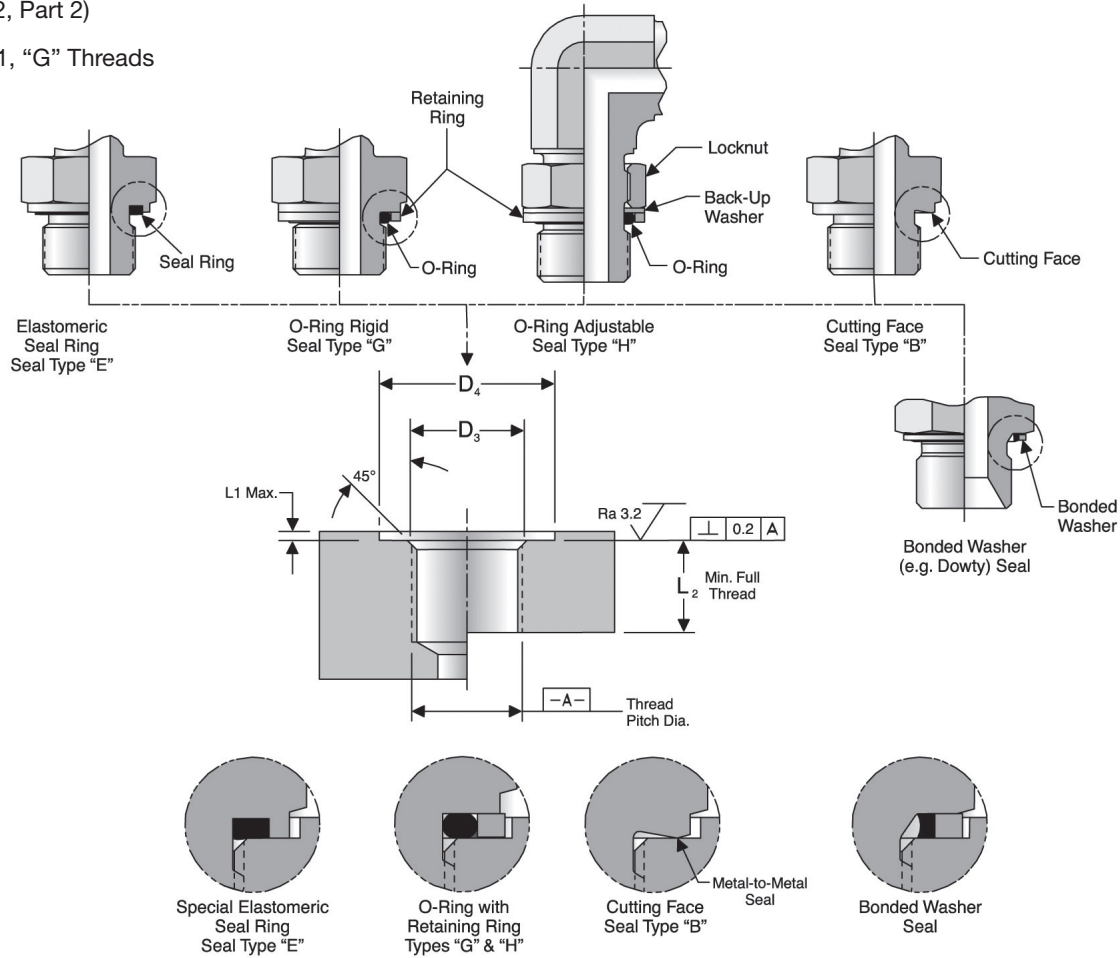 2, Part 2)
1, “G” Threads
Retaining
Ring
Locknut
Back-Up
Washer
O-Ring
Seal Ring
O-Ring
Cutting Face
Elastomeric
Seal Ring
Seal Type “E”
O-Ring Rigid
Seal Type “G”
O-Ring Adjustable
Seal Type “H”
Cutting Face
Seal Type “B”
D4
D3
45°
L1 Max.
Ra 3.2
⊥ 0.2 A
L2
Min. Full
Thread
Bonded
Washer
Bonded Washer
(e.g. Dowty) Seal
–A–
Thread
Pitch Dia.
Metal-to-Metal
Seal
Special Elastomeric
Seal Ring
Seal Type “E”
O-Ring with
Retaining Ring
Types “G” & “H”
Cutting Face
Seal Type “B”
Bonded Washer
Seal